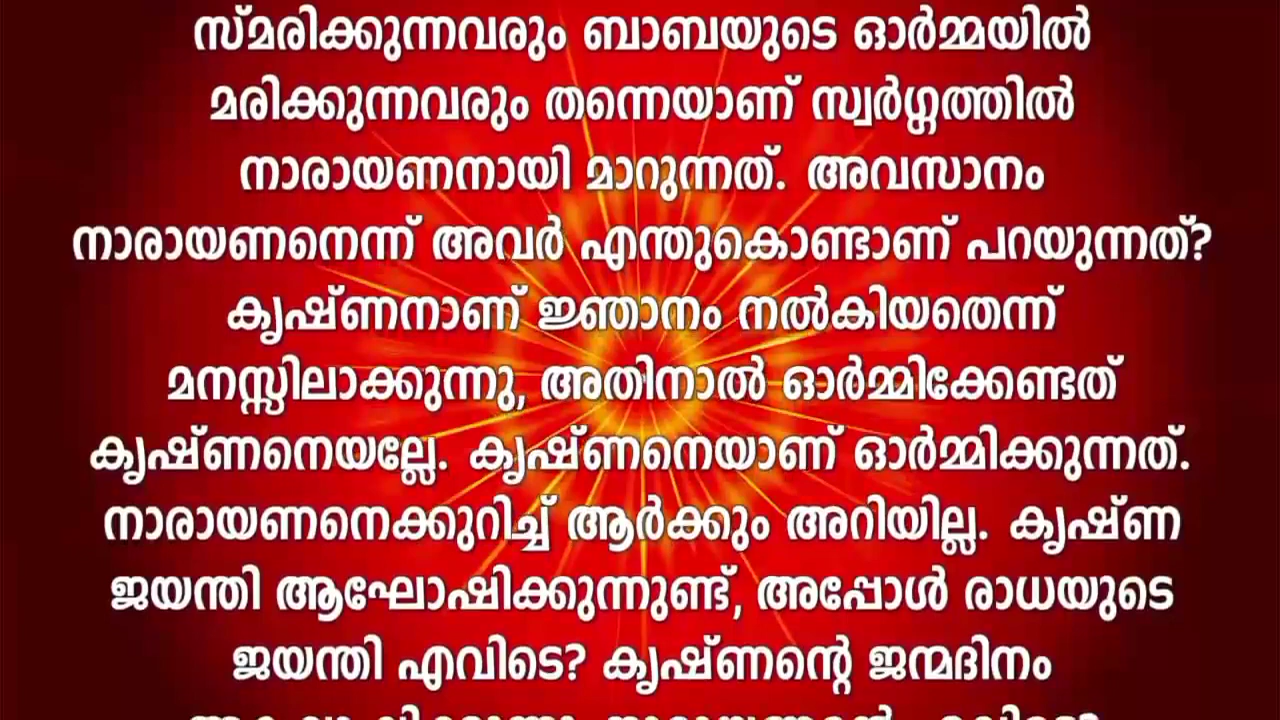 സ്മരിക്കുന്നവരും ബാബയുടെ ഓർമ്മയിൽ
മരിക്കുന്നവരും തന്നെയാണ് സ്വർഗ്ഗത്തിൽ
നാരായണനായി മാറുന്നത്. അവസാനം
നാരായണനെന്ന് അവർ എന്തുകൊണ്ടാണ് പറയുന്നത്?
കൃഷ്ണനാണ് ജ്ഞാനം നൽകിയതെന്ന്
മനസ്സിലാക്കുന്നു, അതിനാൽ ഓർമ്മിക്കേണ്ടത്
കൃഷ്ണനെയല്ലേ. കൃഷ്ണനെയാണ് ഓർമ്മിക്കുന്നത്.
നാരായണനെക്കുറിച്ച് ആർക്കും അറിയില്ല. കൃഷ്ണ
ജയന്തി ആഘോഷിക്കുന്നുണ്ട്, അപ്പോൾ രാധയുടെ
ജയന്തി എവിടെ? കൃഷ്ണന്റെ ജന്മദിനം